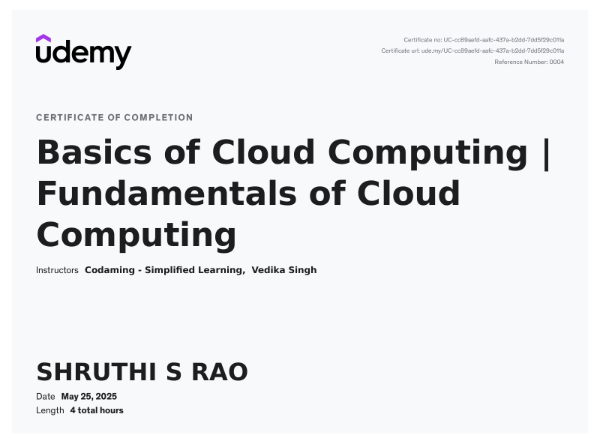 udemy
Certificate no: UC-cc89aefd-aafc-437a-b2dd-7dd5f29c011a
Certificate url: ude.my/UC-cc89aefd-aafc-437a-b2dd-7dd5f29c011a
Reference Number: 0004
CERTIFICATE OF COMPLETION
Basics of Cloud Computing |
Fundamentals of Cloud
Computing
Instructors Codaming - Simplified Learning, Vedika Singh
SHRUTHI S RAO
Date May 25, 2025
Length 4 total hours